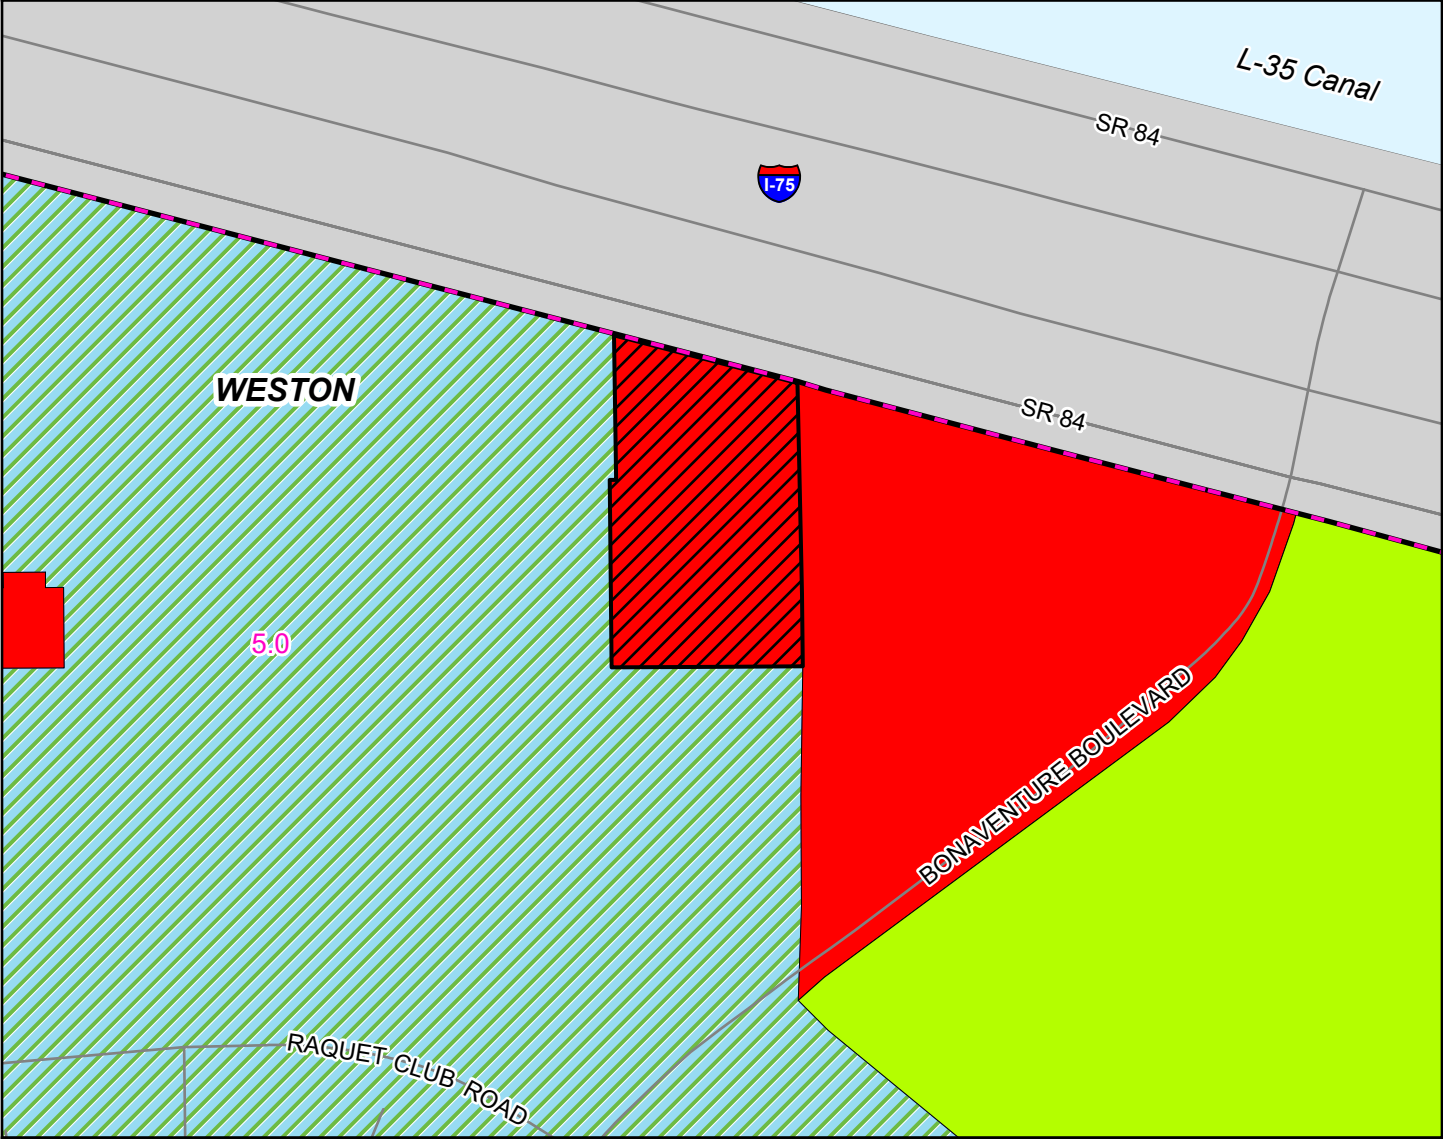 L-35 Canal
SR 84
I-75
WESTON
SR 84
5.0
BONAVENTURE BOULEVARD
RAQUET CLUB ROAD